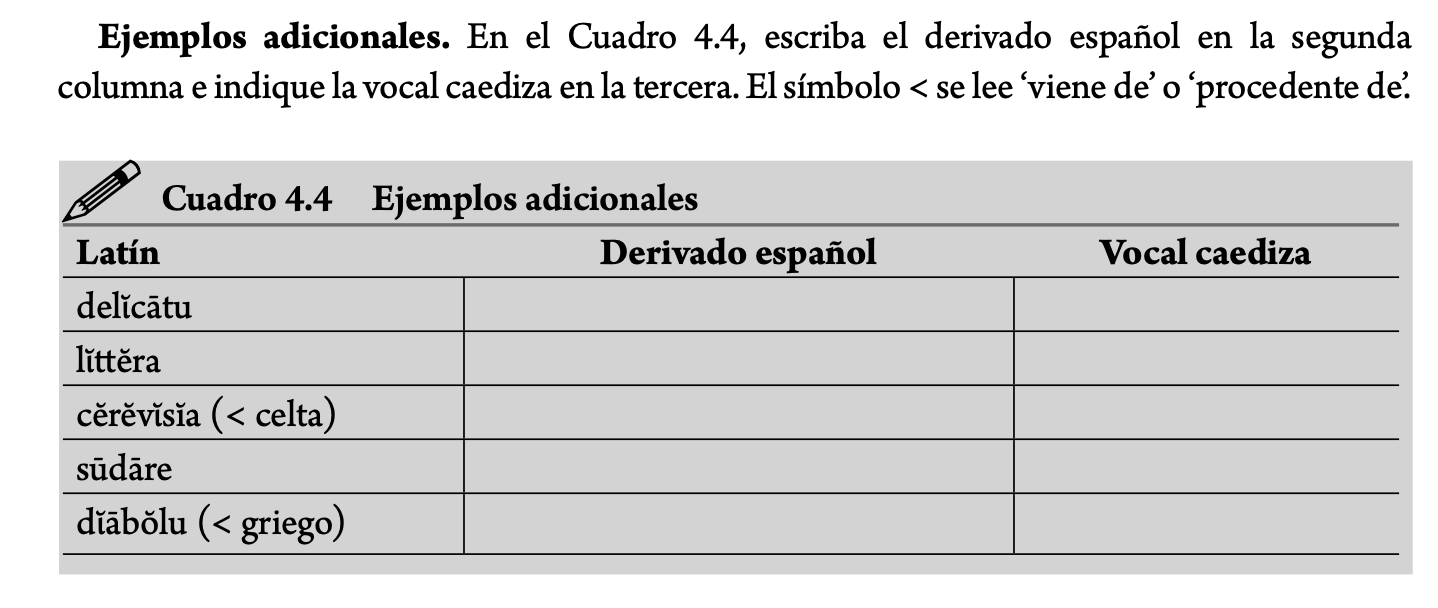 Ejemplos adicionales. En el Cuadro 4.4, escriba el derivado español en la segunda
columna e indique la vocal caediza en la tercera. El símbolo < se lee ‘viene de’ o ‘procedente de’.
Cuadro 4.4 Ejemplos adicionales
Latín Derivado español Vocal caediza
delĭcātu
lĭttĕra
cĕrĕvĭsĭa (< celta)
sūdāre
dĭābŏlu (< griego)